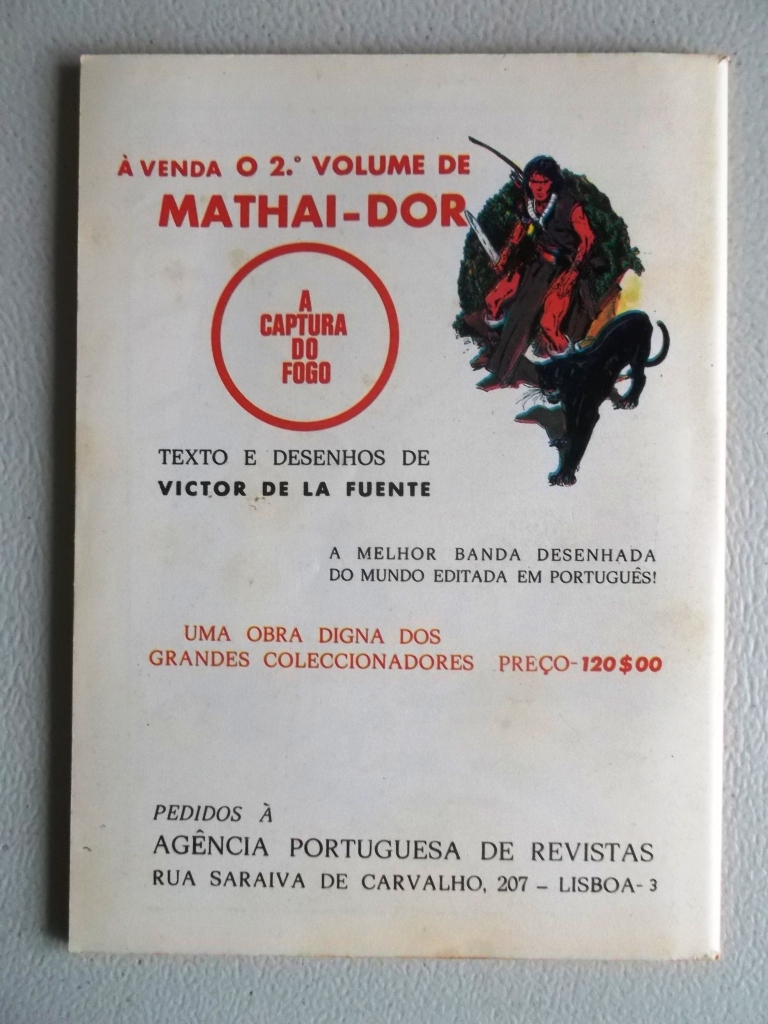 À VENDA O 2.º VOLUME DE
MATHAI-DOR
A
CAPTURA
DO
FOGO
TEXTO E DESENHOS DE
VICTOR DE LA FUENTE
A MELHOR BANDA DESENHADA
DO MUNDO EDITADA EM PORTUGUÊS!
UMA OBRA DIGNA DOS
GRANDES COLECCIONADORES PREÇO-120$00
PEDIDOS À
AGÊNCIA PORTUGUESA DE REVISTAS
RUA SARAIVA DE CARVALHO, 207 – LISBOA-3